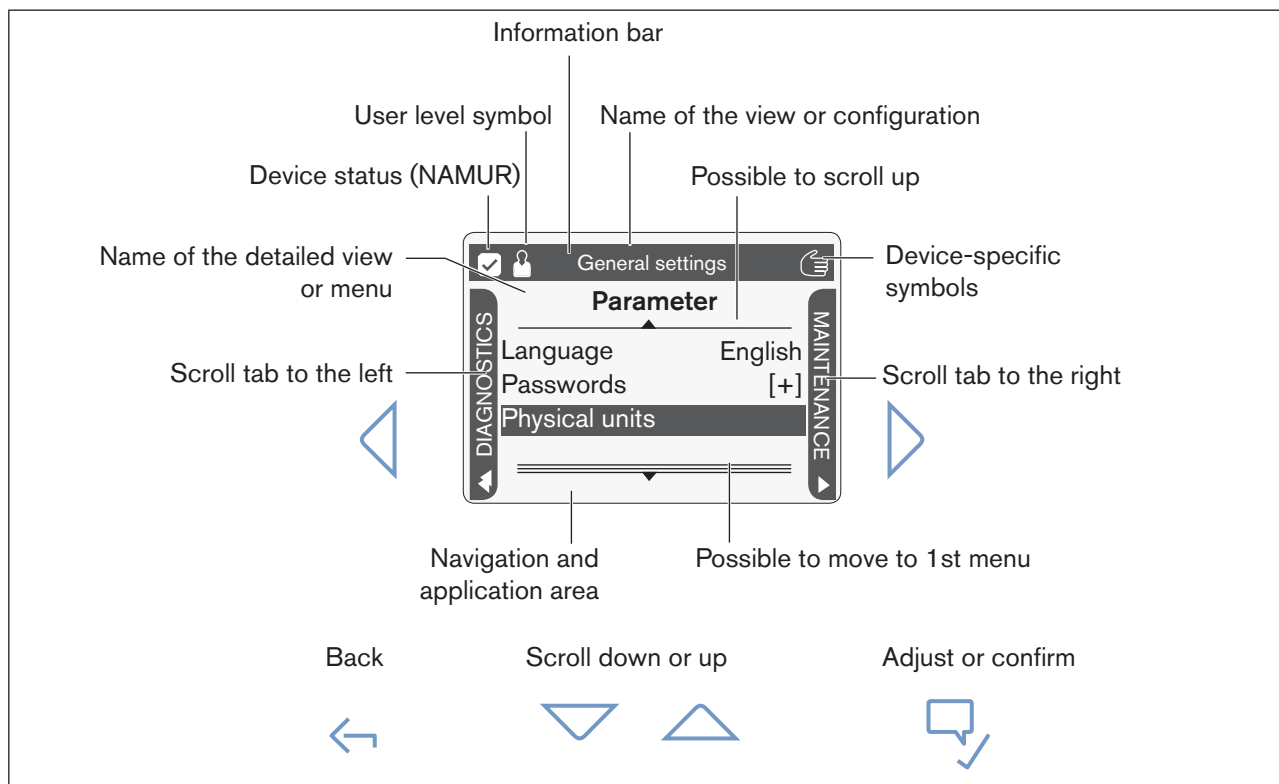 Information bar
User level symbol
Name of the view or configuration
Device status (NAMUR)
Possible to scroll up
Name of the detailed view
or menu
General settings
Device-specific
symbols
Parameter
DIAGNOSTICS
MAINTENANCE
Language English
Passwords [+]
Physical units
Scroll tab to the left
Scroll tab to the right
Navigation and
application area
Possible to move to 1st menu
Back
Scroll down or up
Adjust or confirm